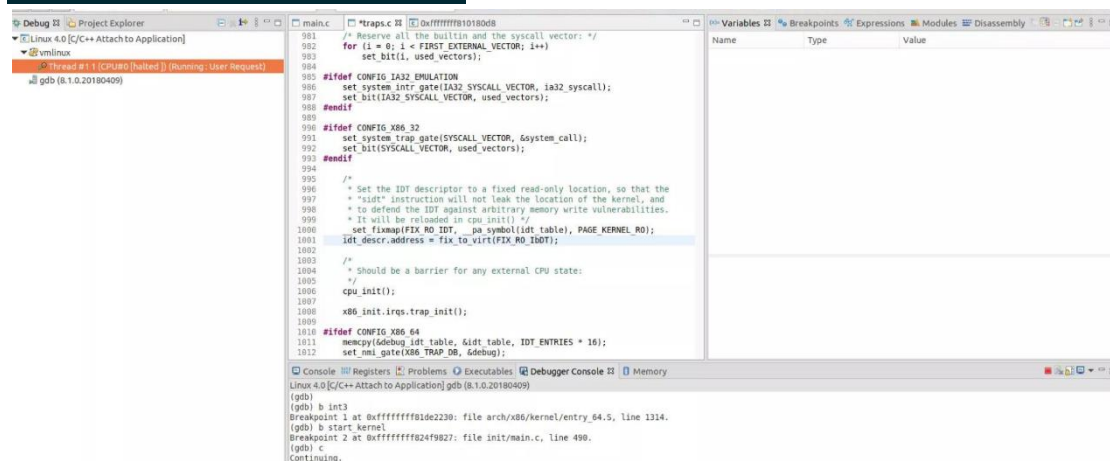 Debug Project Explorer
main.c *traps.c 0xffffffff810180d8
Variables Breakpoints Expressions Modules Disassembly
Linux 4.0 [C/C++ Attach to Application]
vmlinux
Thread #1 1 (CPU#0 [halted ]) (Running : User Request)
gdb (8.1.0.20180409)
981 /* Reserve all the builtin and the syscall vector: */
982 for (i = 0; i < FIRST_EXTERNAL_VECTOR; i++)
983 set_bit(i, used_vectors);
984
985 #ifdef CONFIG_IA32_EMULATION
986 set_system_intr_gate(IA32_SYSCALL_VECTOR, ia32_syscall);
987 set_bit(IA32_SYSCALL_VECTOR, used_vectors);
988 #endif
989
990 #ifdef CONFIG_X86_32
991 set_system_trap_gate(SYSCALL_VECTOR, &system_call);
992 set_bit(SYSCALL_VECTOR, used_vectors);
993 #endif
994
995 /*
996 * Set the IDT descriptor to a fixed read-only location, so that the
997 * "sidt" instruction will not leak the location of the kernel, and
998 * to defend the IDT against arbitrary memory write vulnerabilities.
999 * It will be reloaded in cpu_init() */
1000 __set_fixmap(FIX_RO_IDT, __pa_symbol(idt_table), PAGE_KERNEL_RO);
1001 idt_descr.address = fix_to_virt(FIX_RO_IbDT);
1002
1003 /*
1004 * Should be a barrier for any external CPU state:
1005 */
1006 cpu_init();
1007
1008 x86_init.irqs.trap_init();
1009
1010 #ifdef CONFIG_X86_64
1011 memcpy(&debug_idt_table, &idt_table, IDT_ENTRIES * 16);
1012 set_nmi_gate(X86_TRAP_DB, &debug);
Name Type Value
Console Registers Problems Executables Debugger Console Memory
Linux 4.0 [C/C++ Attach to Application] gdb (8.1.0.20180409)
(gdb)
(gdb) b int3
Breakpoint 1 at 0xffffffff81de2230: file arch/x86/kernel/entry_64.S, line 1314.
(gdb) b start_kernel
Breakpoint 2 at 0xffffffff824f9827: file init/main.c, line 490.
(gdb) c
Continuing.